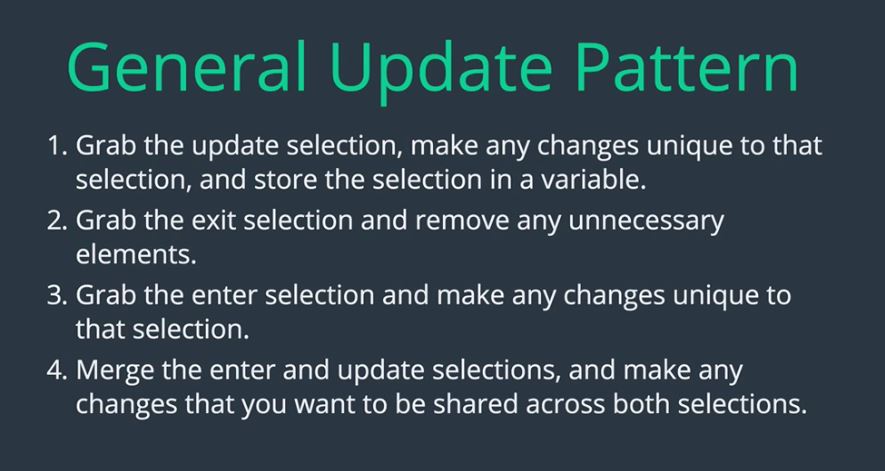 General Update Pattern
1. Grab the update selection, make any changes unique to that
selection, and store the selection in a variable.
2. Grab the exit selection and remove any unnecessary
elements.
3. Grab the enter selection and make any changes unique to
that selection.
4. Merge the enter and update selections, and make any
changes that you want to be shared across both selections.